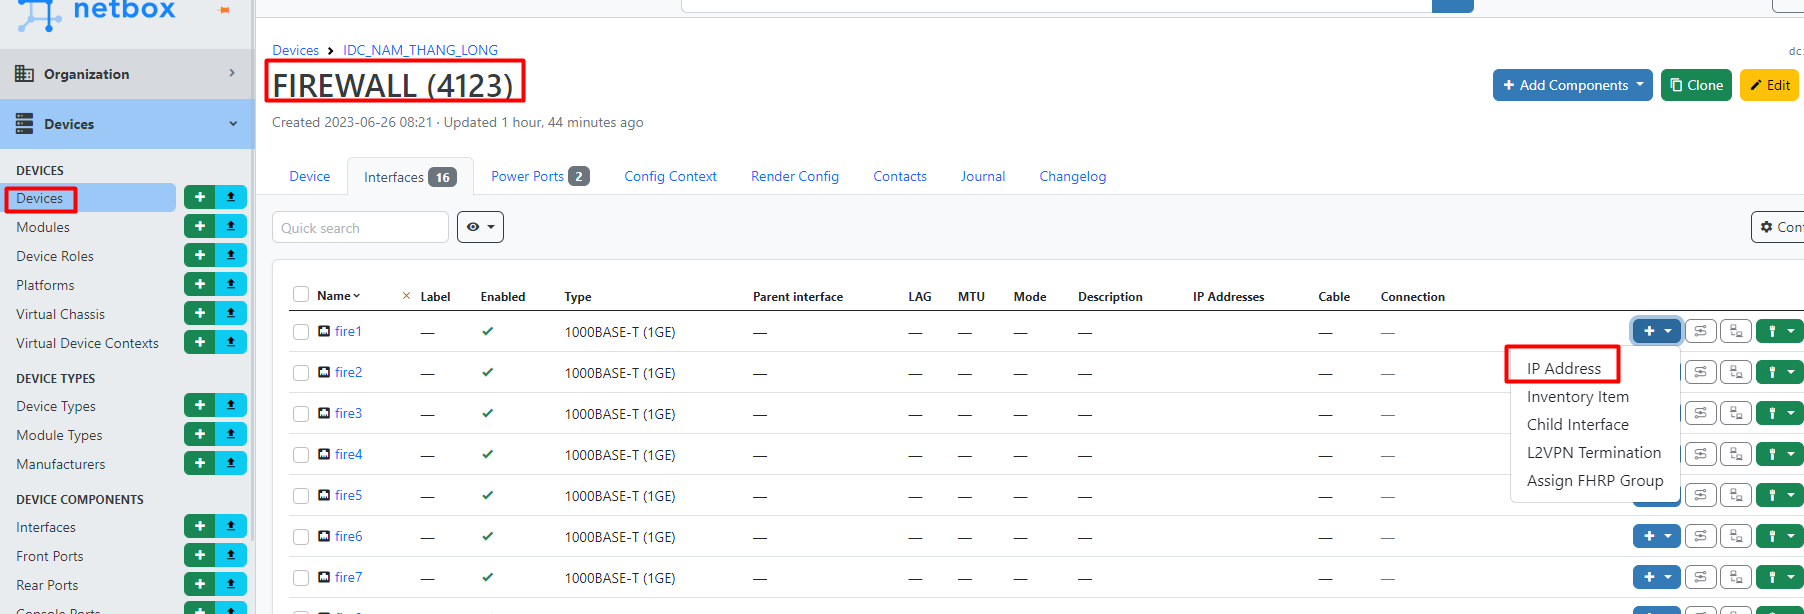 netbox
Organization
Devices
DEVICES
Devices
Modules
Device Roles
Platforms
Virtual Chassis
Virtual Device Contexts
DEVICE TYPES
Device Types
Module Types
Manufacturers
DEVICE COMPONENTS
Interfaces
Front Ports
Rear Ports
Console Ports
Devices > IDC_NAM_THANG_LONG
dc
FIREWALL (4123)
+ Add Components Clone Edit
Created 2023-06-26 08:21 · Updated 1 hour, 44 minutes ago
Device Interfaces 16 Power Ports 2 Config Context Render Config Contacts Journal Changelog
Quick search
Name × Label Enabled Type Parent interface LAG MTU Mode Description IP Addresses Cable Connection
fire1 — ✓ 1000BASE-T (1GE) — — — — — — —
fire2 — ✓ 1000BASE-T (1GE) — — — — — — —
fire3 — ✓ 1000BASE-T (1GE) — — — — — — —
fire4 — ✓ 1000BASE-T (1GE) — — — — — — —
fire5 — ✓ 1000BASE-T (1GE) — — — — — — —
fire6 — ✓ 1000BASE-T (1GE) — — — — — — —
fire7 — ✓ 1000BASE-T (1GE) — — — — — — —
IP Address
Inventory Item
Child Interface
L2VPN Termination
Assign FHRP Group